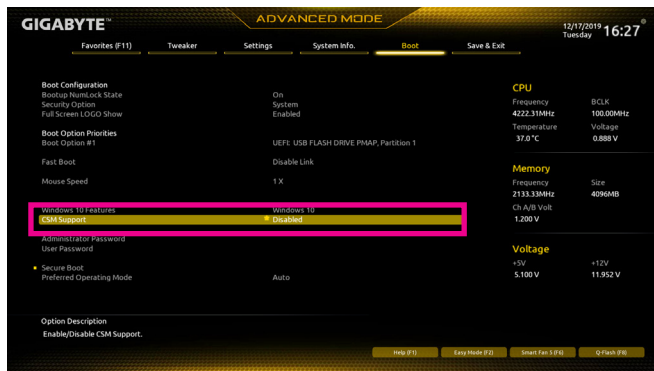 GIGABYTE™
ADVANCED MODE
12/17/2019 Tuesday 16:27
Favorites (F11) Tweaker Settings System Info. Boot Save & Exit
Boot Configuration
Bootup NumLock State On
Security Option System
Full Screen LOGO Show Enabled
Boot Option Priorities
Boot Option #1 UEFI: USB FLASH DRIVE PMAP, Partition 1
Fast Boot Disable Link
Mouse Speed 1 X
Windows 10 Features Windows 10
CSM Support Disabled
Administrator Password
User Password
Secure Boot
Preferred Operating Mode Auto
CPU
Frequency BCLK
4222.31MHz 100.00MHz
Temperature Voltage
37.0 °C 0.888 V
Memory
Frequency Size
2133.33MHz 4096MB
Ch A/B Volt
1.200 V
Voltage
+5V +12V
5.100 V 11.952 V
Option Description
Enable/Disable CSM Support.
Help (F1) Easy Mode (F2) Smart Fan 5 (F6) Q-Flash (F8)